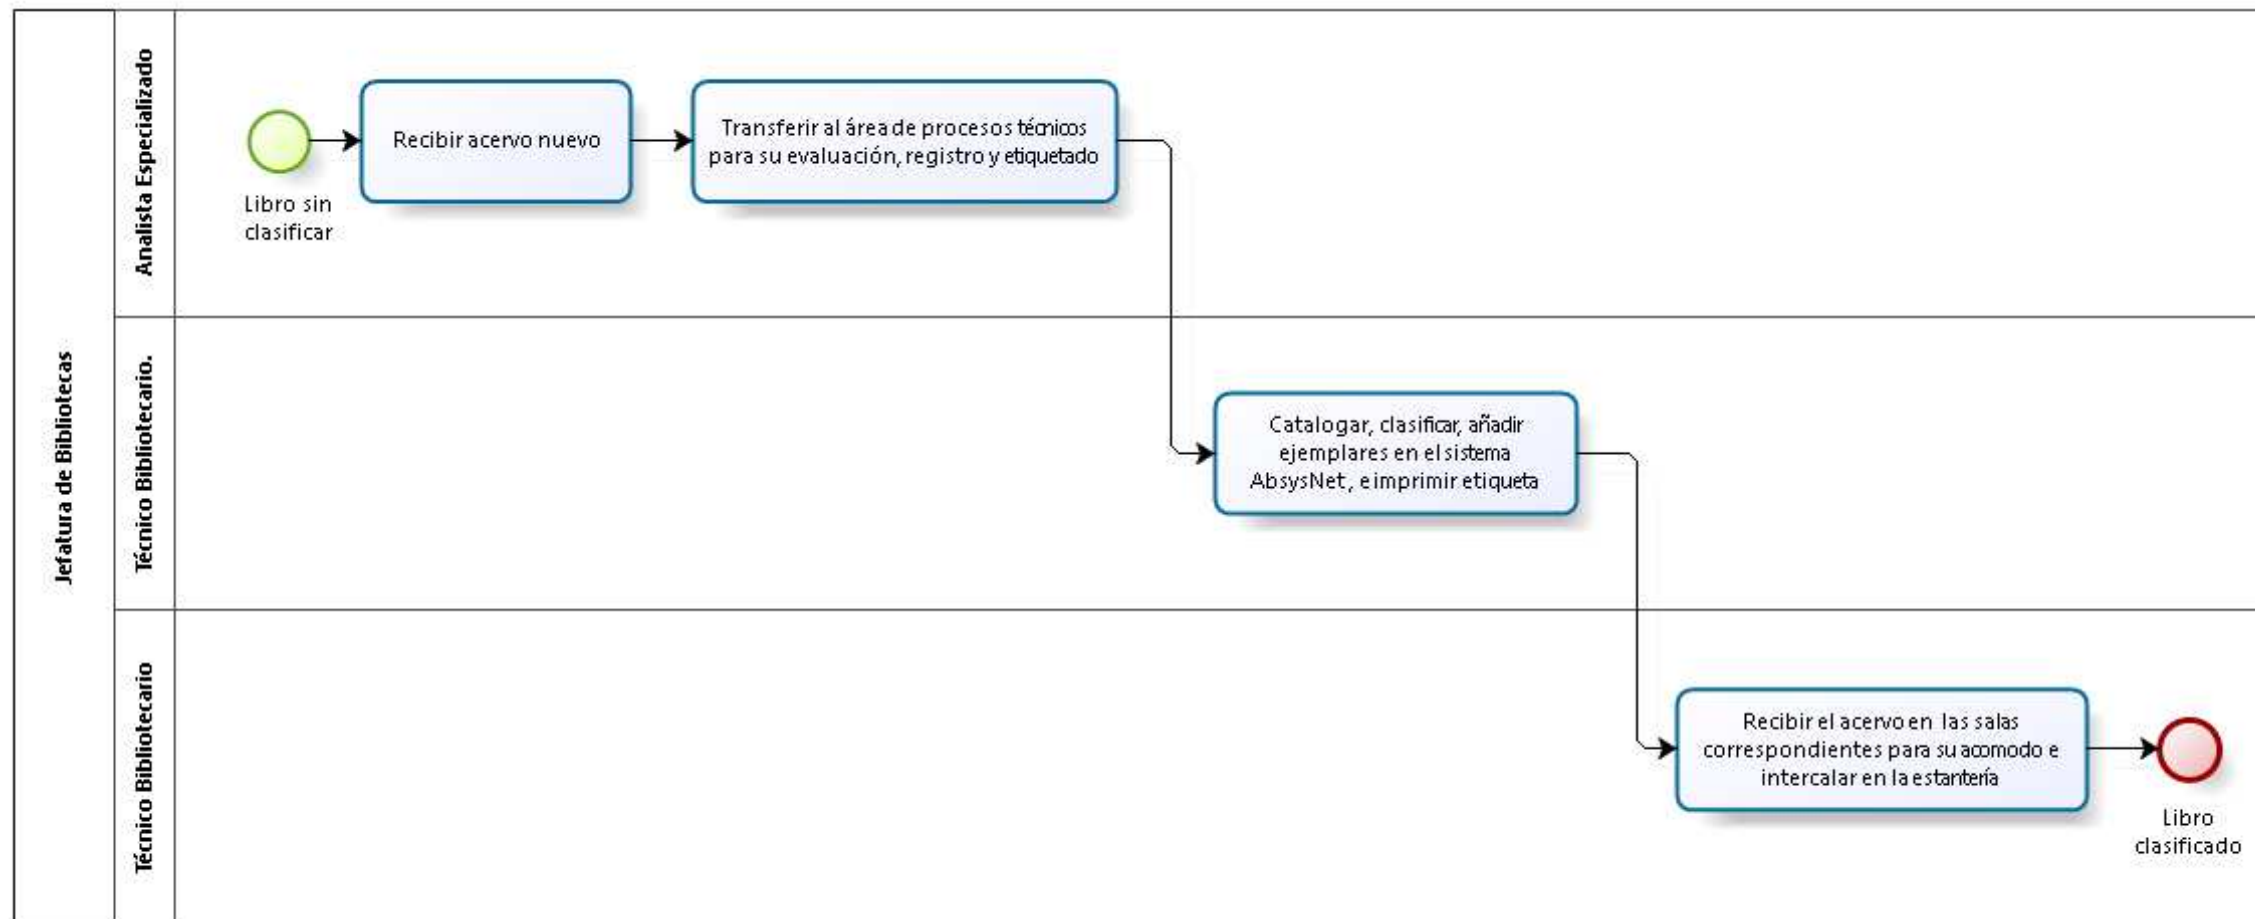 Jefatura de Bibliotecas
Analista Especializado
Libro sin
clasificar
Recibir acervo nuevo
Transferir al área de procesos técnicos
para su evaluación, registro y etiquetado
Técnico Bibliotecario.
Catalogar, clasificar, añadir
ejemplares en el sistema
AbsysNet, e imprimir etiqueta
Técnico Bibliotecario
Recibir el acervo en las salas
correspondientes para su acomodo e
intercalar en la estantería
Libro
clasificado